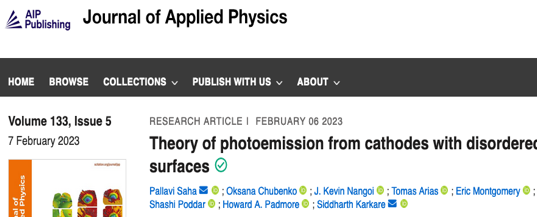 AIP
Publishing
Journal of Applied Physics
HOME BROWSE COLLECTIONS PUBLISH WITH US ABOUT
Volume 133, Issue 5
7 February 2023
RESEARCH ARTICLE | FEBRUARY 06 2023
Theory of photoemission from cathodes with disordered
surfaces
Pallavi Saha ; Oksana Chubenko ; J. Kevin Nangoi ; Tomas Arias ; Eric Montgomery ;
Shashi Poddar ; Howard A. Padmore ; Siddharth Karkare